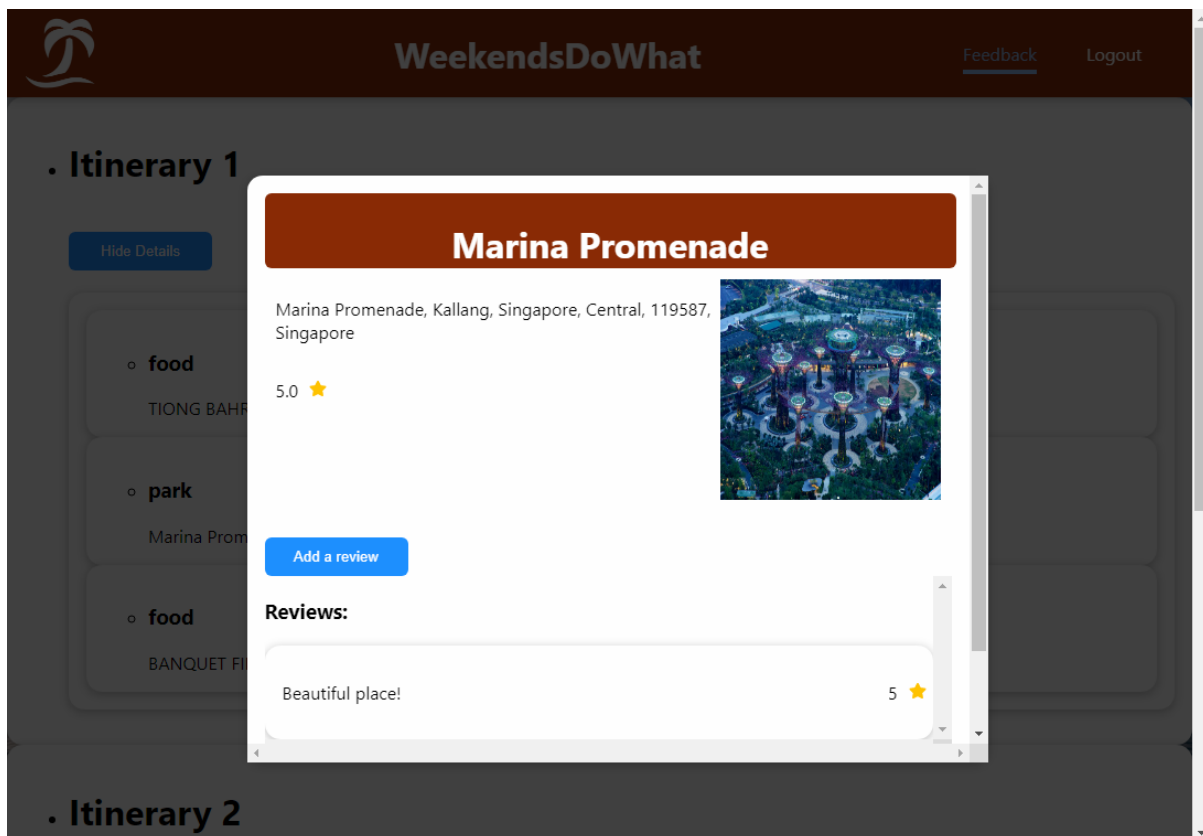 WeekendsDoWhat
Feedback
Logout
Itinerary 1
Hide Details
food
TIONG BAHR
park
Marina Prom
food
BANQUET
Marina Promenade
Marina Promenade, Kallang, Singapore, Central, 119587,
Singapore
5.0
Add a review
Reviews:
Beautiful place!
5
Itinerary 2